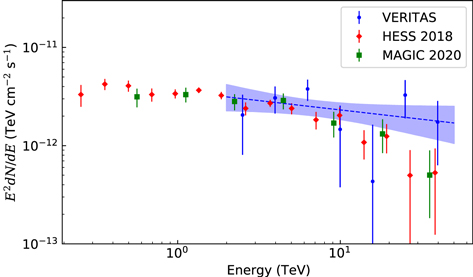 VERITAS
HESS 2018
MAGIC 2020
10⁻¹¹
10⁻¹²
10⁻¹³
E²dN/dE (TeV cm⁻² s⁻¹)
10⁰ 10¹
Energy (TeV)